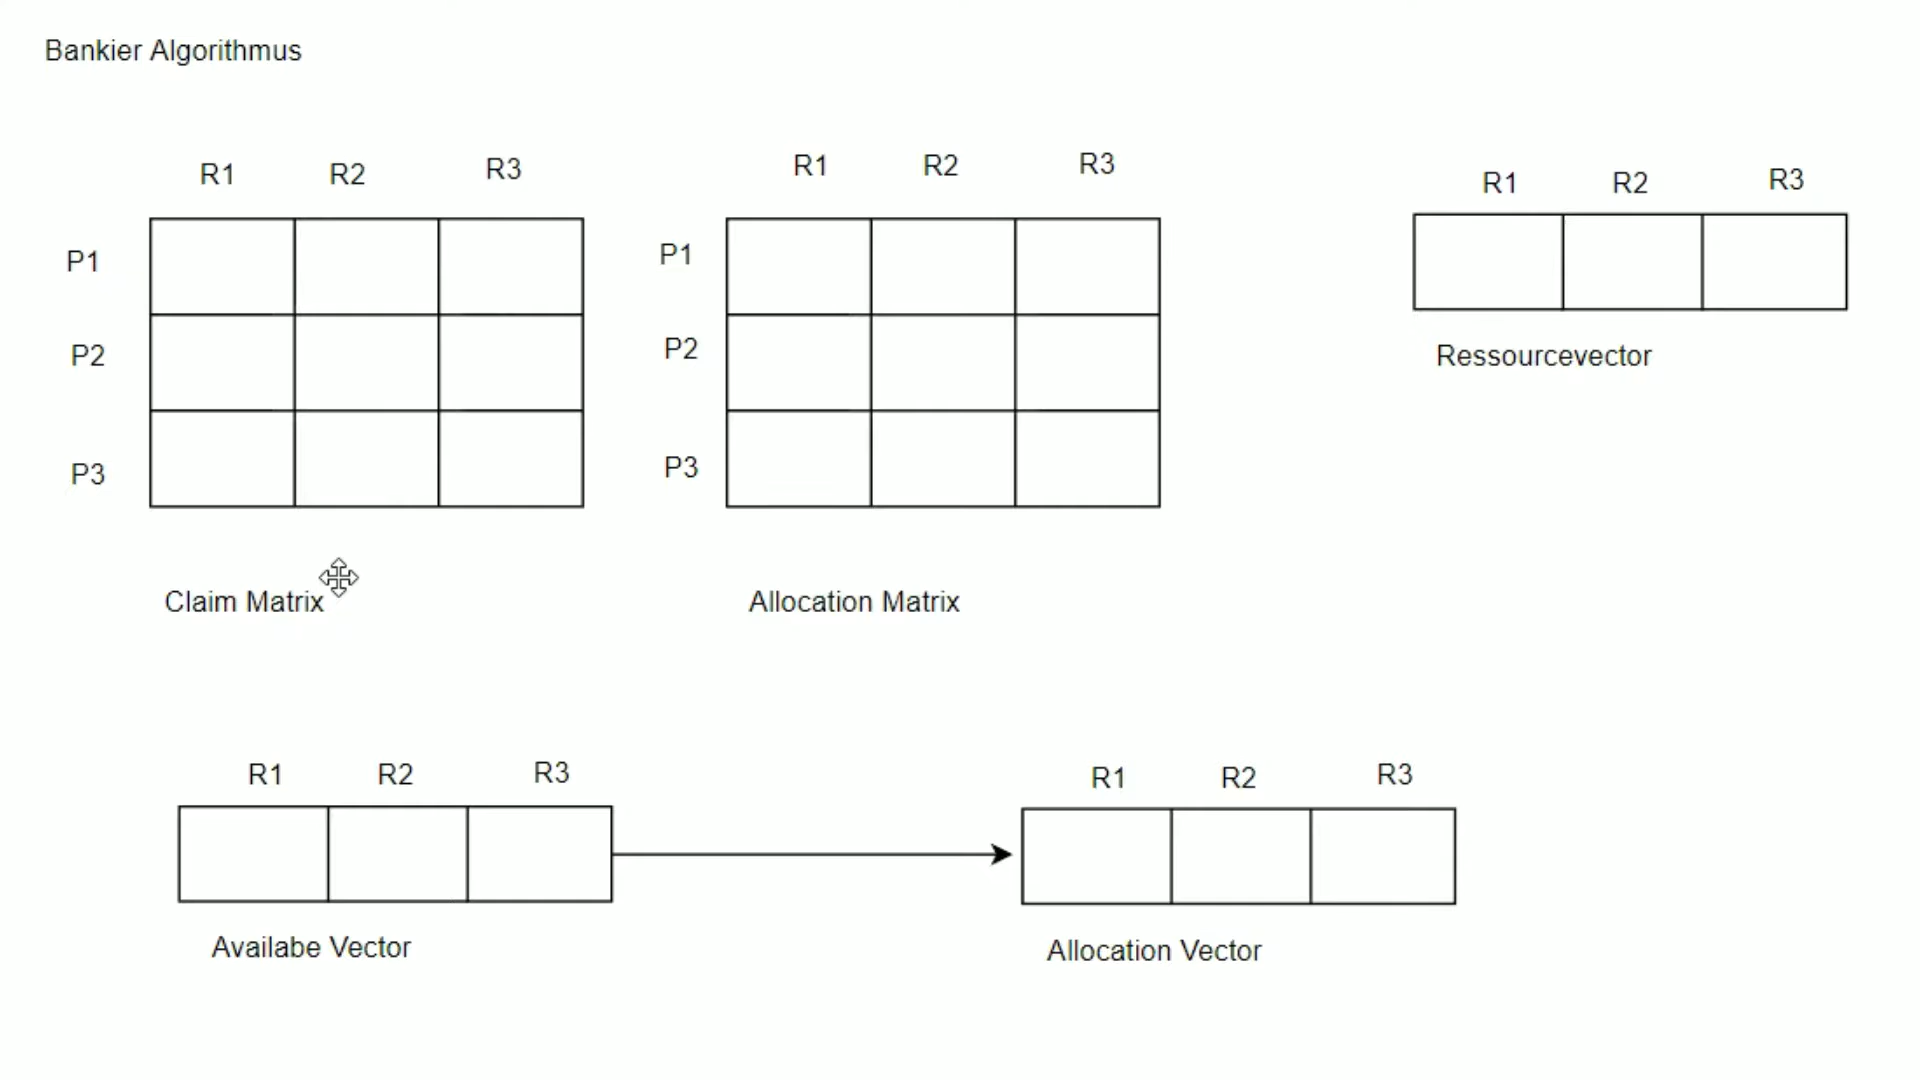 Bankier Algorithmus
R1 R2 R3
P1
P2
P3
Claim Matrix
R1 R2 R3
P1
P2
P3
Allocation Matrix
R1 R2 R3
Ressourcevector
R1 R2 R3
Availabe Vector
R1 R2 R3
Allocation Vector